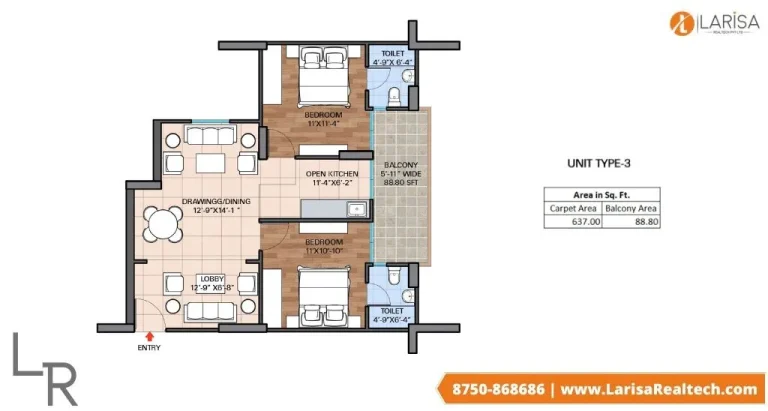 LARiSA
REALTECH PVT LTD
TOILET
4'-9"X 6'-4"
BEDROOM
11'X11'-4"
BALCONY
5'-11" WIDE
88.80 SFT
OPEN KITCHEN
11'-4"X6'-2"
DRAWINGG/DINING
12'-9"X14'-1 "
BEDROOM
11'X10'-10"
LOBBY
12'-9" X6'-8"
TOILET
4'-9"X6'-4"
ENTRY
UNIT TYPE-3
Area in Sq. Ft.
Carpet Area Balcony Area
637.00 88.80
LR
8750-868686 | www.LarisaRealtech.com